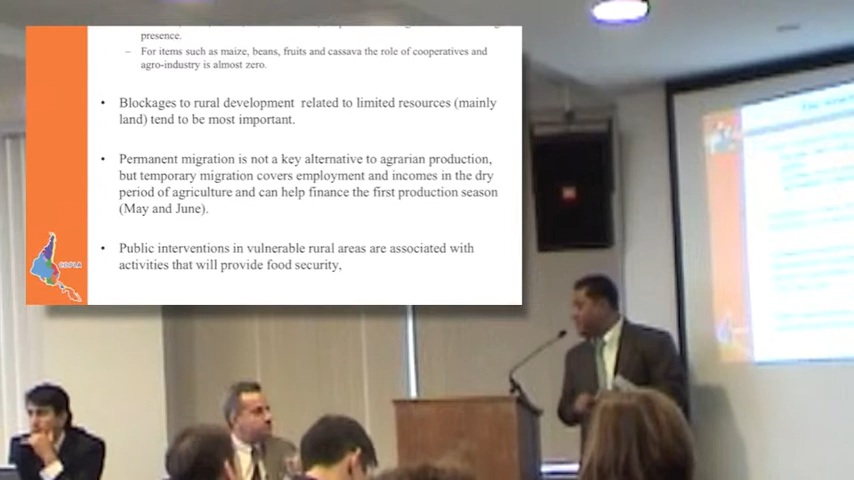 presence.
– For items such as maize, beans, fruits and cassava the role of cooperatives and
agro-industry is almost zero.
• Blockages to rural development related to limited resources (mainly
land) tend to be most important.
• Permanent migration is not a key alternative to agrarian production,
but temporary migration covers employment and incomes in the dry
period of agriculture and can help finance the first production season
(May and June).
• Public interventions in vulnerable rural areas are associated with
activities that will provide food security,